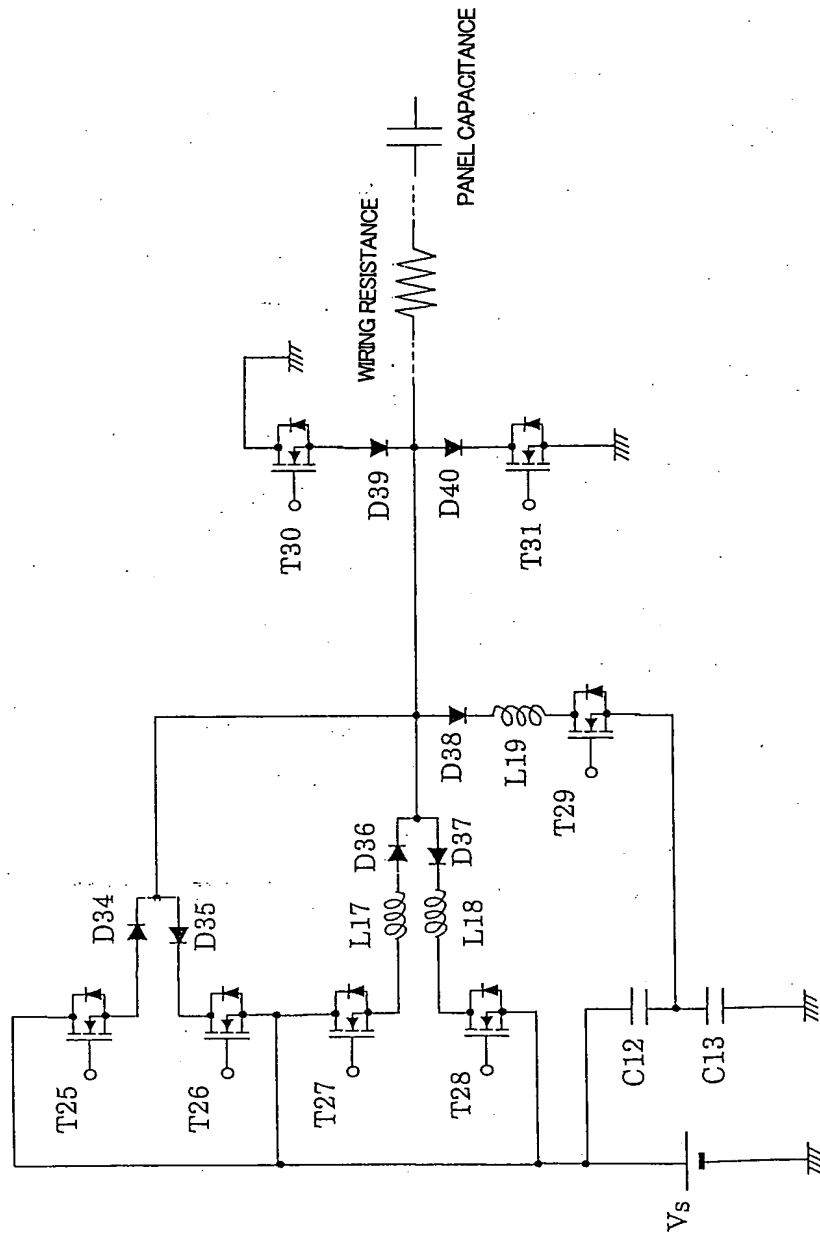 T25
D34
D35
T26
T27
L17
D36
L18
D37
T28
D38
L19
T29
T30
D39
D40
T31
WIRING RESISTANCE
PANEL CAPACITANCE
C12
C13
Vs